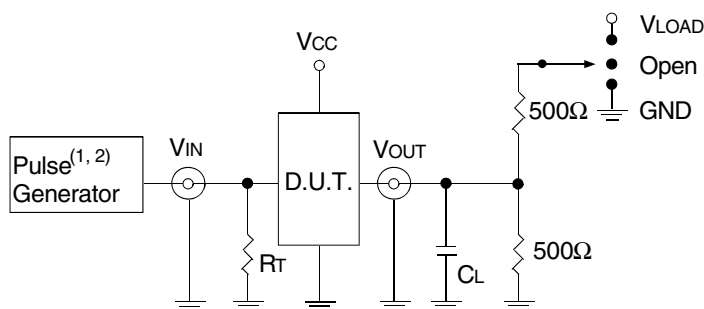 VLOAD
VCC
Open
500Ω
GND
Pulse(1, 2)
Generator
VIN
D.U.T.
VOUT
RT
CL
500Ω